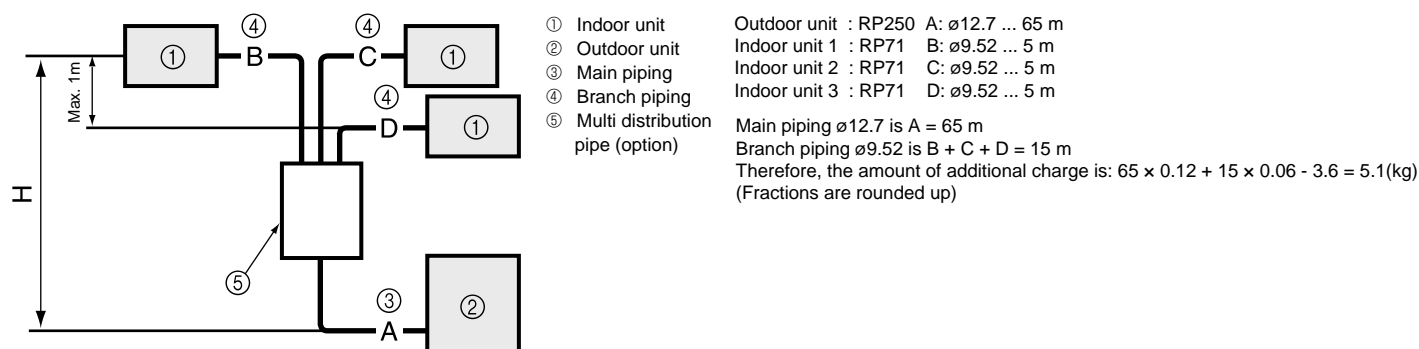 ④
B
④
C
①
①
④
D
①
Max. 1m
H
⑤
③
A
②
① Indoor unit
② Outdoor unit
③ Main piping
④ Branch piping
⑤ Multi distribution
pipe (option)
Outdoor unit : RP250 A: ø12.7 ... 65 m
Indoor unit 1 : RP71 B: ø9.52 ... 5 m
Indoor unit 2 : RP71 C: ø9.52 ... 5 m
Indoor unit 3 : RP71 D: ø9.52 ... 5 m
Main piping ø12.7 is A = 65 m
Branch piping ø9.52 is B + C + D = 15 m
Therefore, the amount of additional charge is: 65 × 0.12 + 15 × 0.06 - 3.6 = 5.1(kg)
(Fractions are rounded up)